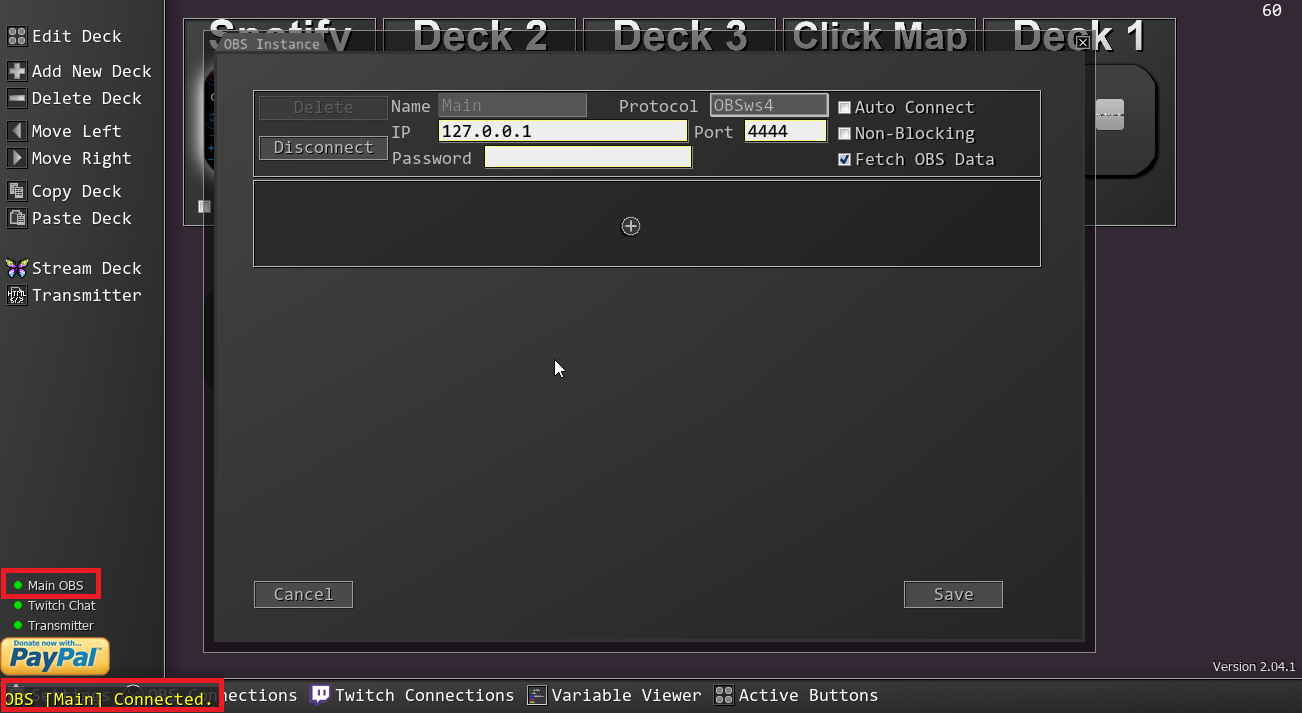 60
Edit Deck
Add New Deck
Delete Deck
Move Left
Move Right
Copy Deck
Paste Deck
Stream Deck
HTML
Transmitter
Spotify Deck 2 Deck 3 Click Map Deck 1
OBS Instance
Delete Name Main Protocol OBSws4 Auto Connect
IP 127.0.0.1 Port 4444 Non-Blocking
Disconnect Password Fetch OBS Data
Cancel Save
Main OBS
Twitch Chat
Transmitter
Donate now with...
PayPal
Version 2.04.1
OBS [Main] Connected.
Connections Twitch Connections Variable Viewer Active Buttons